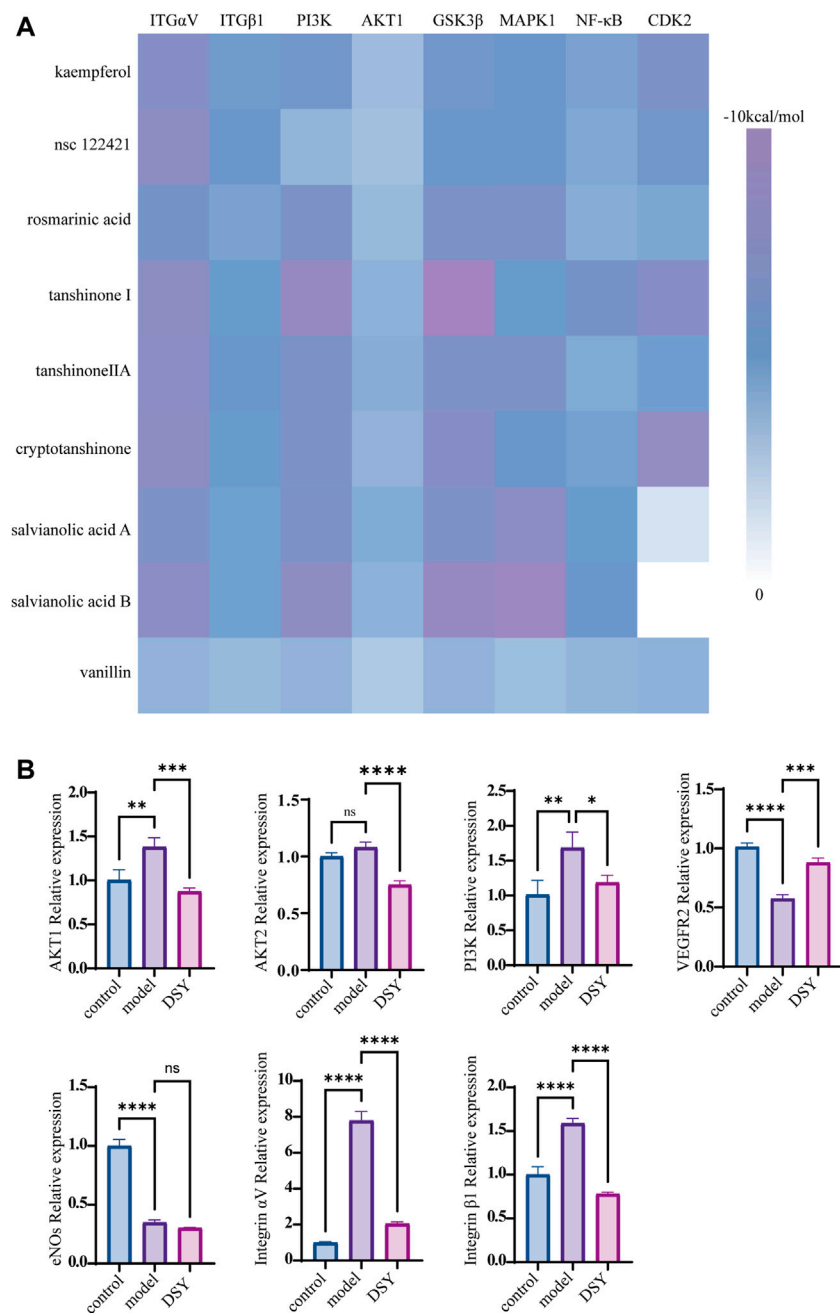 A
ITGαV ITGβ1 PI3K AKT1 GSK3β MAPK1 NF-κB CDK2
kaempferol
nsc 122421
rosmarinic acid
tanshinone I
tanshinoneIIA
cryptotanshinone
salvianolic acid A
salvianolic acid B
vanillin
-10kcal/mol
0
B
AKT1 Relative expression
2.0
1.5
1.0
0.5
0.0
** ***
control model DSY
AKT2 Relative expression
1.5
1.0
0.5
0.0
ns ****
control model DSY
PI3K Relative expression
2.5
2.0
1.5
1.0
0.5
0.0
** *
control model DSY
VEGFR2 Relative expression
1.5
1.0
0.5
0.0
**** ***
control model DSY
eNOs Relative expression
1.5
1.0
0.5
0.0
**** ns
control model DSY
Integrin αV Relative expression
10
8
6
4
2
0
**** ****
control model DSY
Integrin β1 Relative expression
2.0
1.5
1.0
0.5
0.0
**** ****
control model DSY